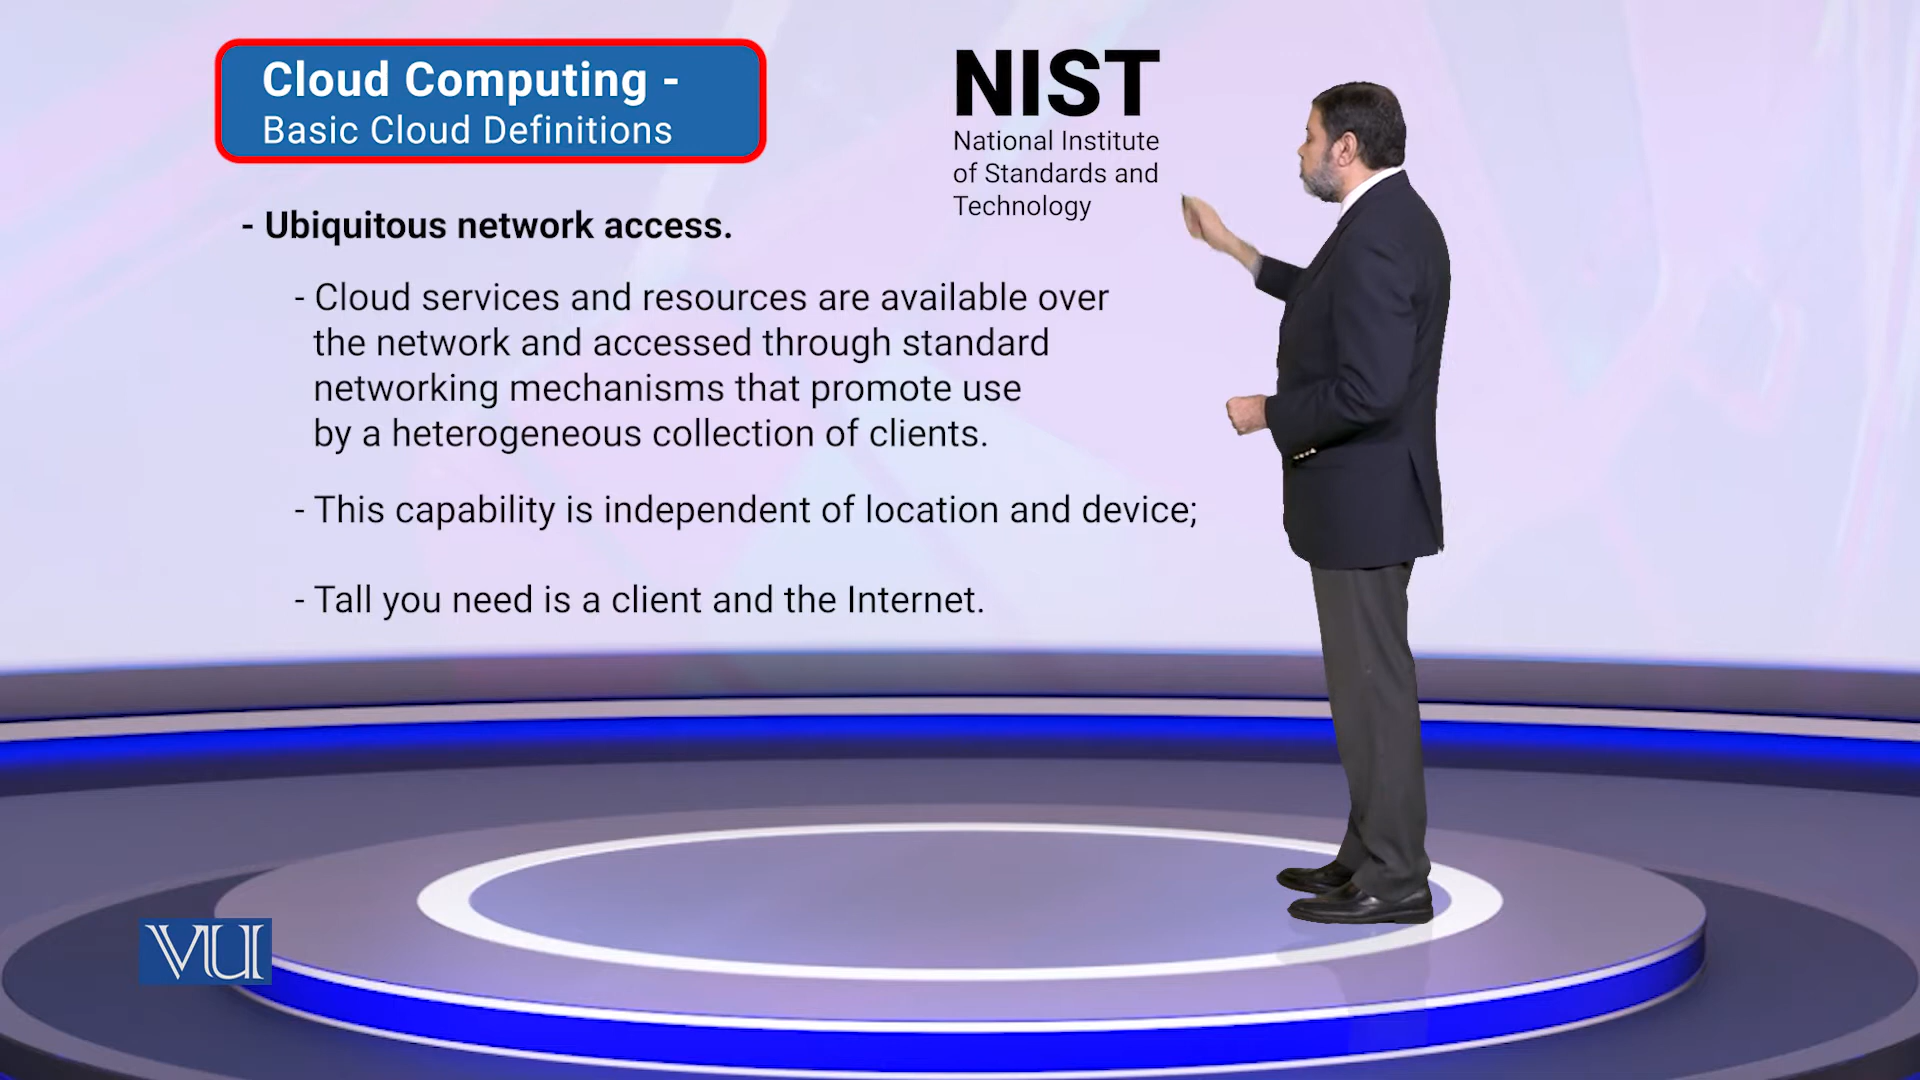 Cloud Computing -
Basic Cloud Definitions
NIST
National Institute
of Standards and
Technology
- Ubiquitous network access.
- Cloud services and resources are available over
the network and accessed through standard
networking mechanisms that promote use
by a heterogeneous collection of clients.
- This capability is independent of location and device;
- Tall you need is a client and the Internet.
VU